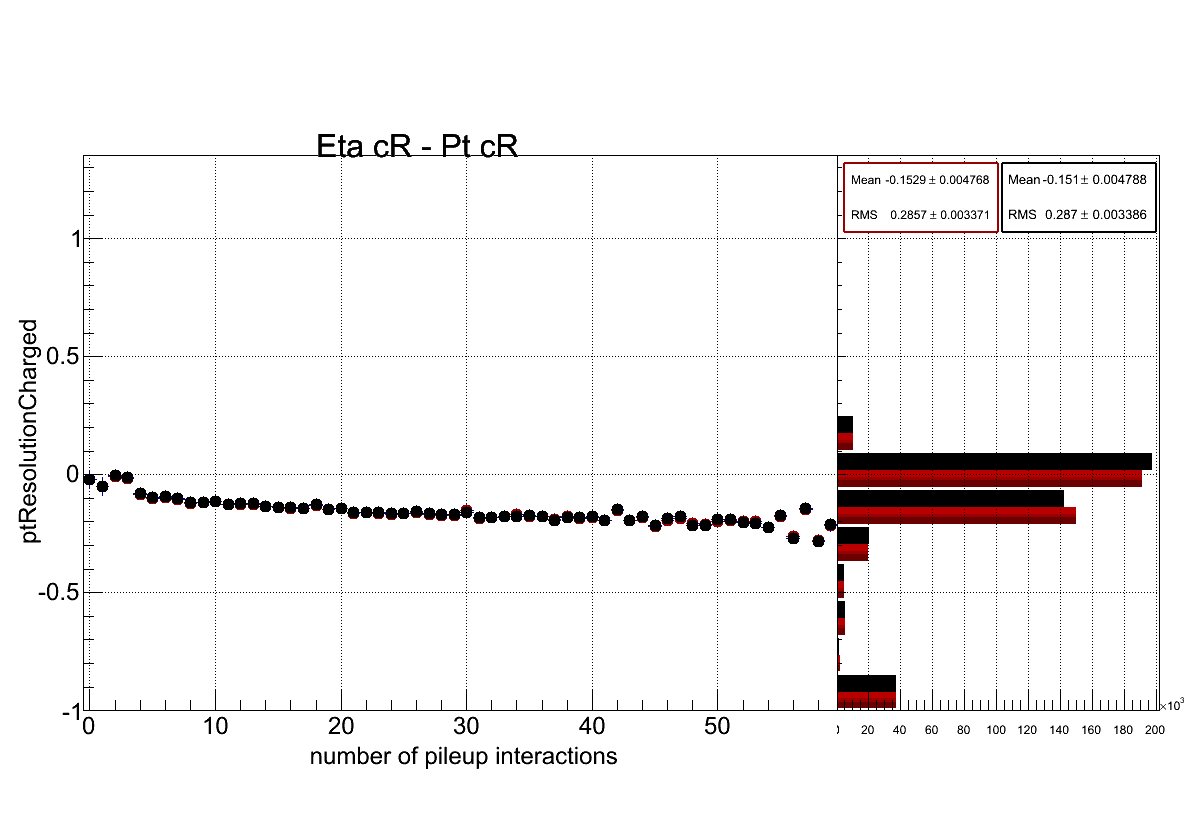 Eta cR - Pt cR
Mean -0.1529 ± 0.004768
RMS 0.2857 ± 0.003371
Mean -0.151 ± 0.004788
RMS 0.287 ± 0.003386
ptResolutionCharged
1
0.5
0
-0.5
-1
0 10 20 30 40 50
number of pileup interactions
20 40 60 80 100 120 140 160 180 200
×10³